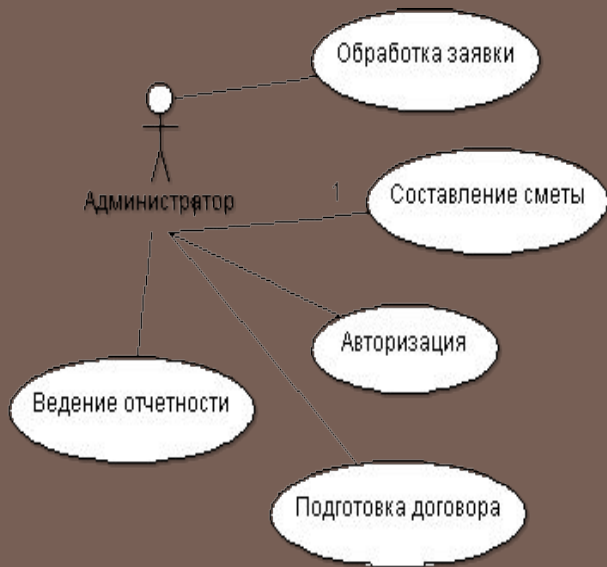 Обработка заявки
Администратор
1
Составление сметы
Авторизация
Ведение отчетности
Подготовка договора